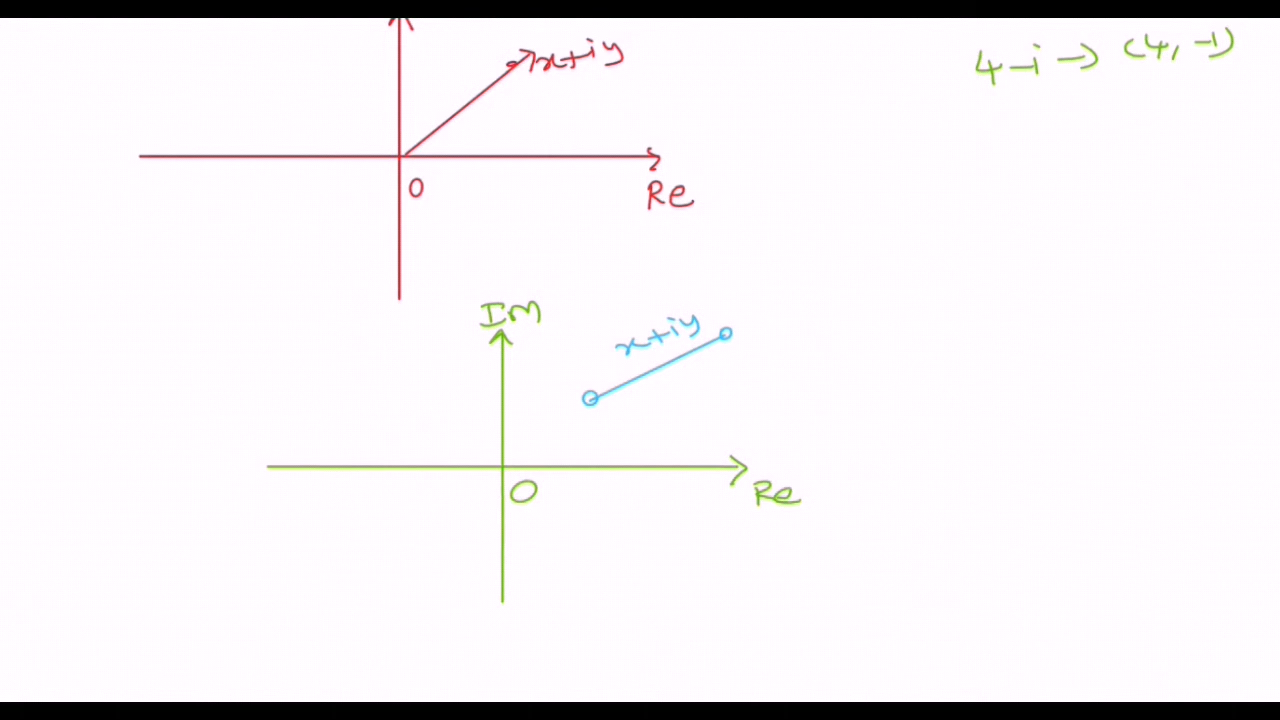 x+iy
4-i → (4, -1)
0
Re
Im
x+iy
0
Re